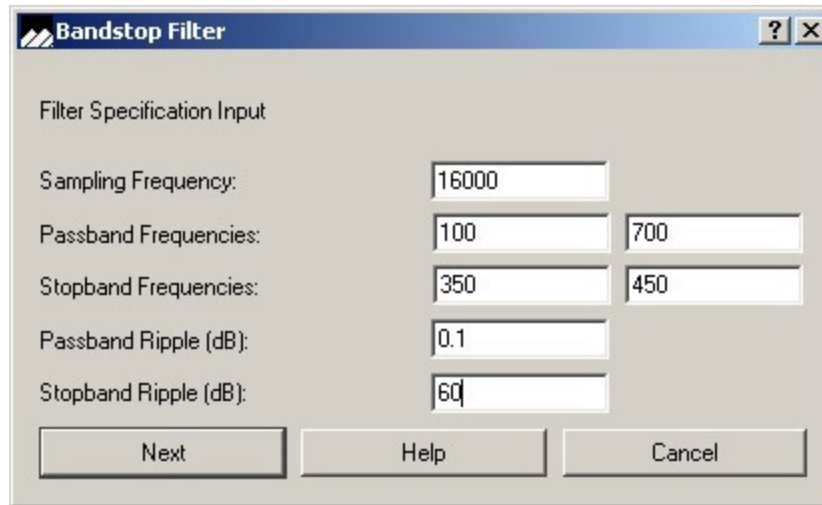 Bandstop Filter
Filter Specification Input
Sampling Frequency: 16000
Passband Frequencies: 100 700
Stopband Frequencies: 350 450
Passband Ripple (dB): 0.1
Stopband Ripple (dB): 60
Next Help Cancel